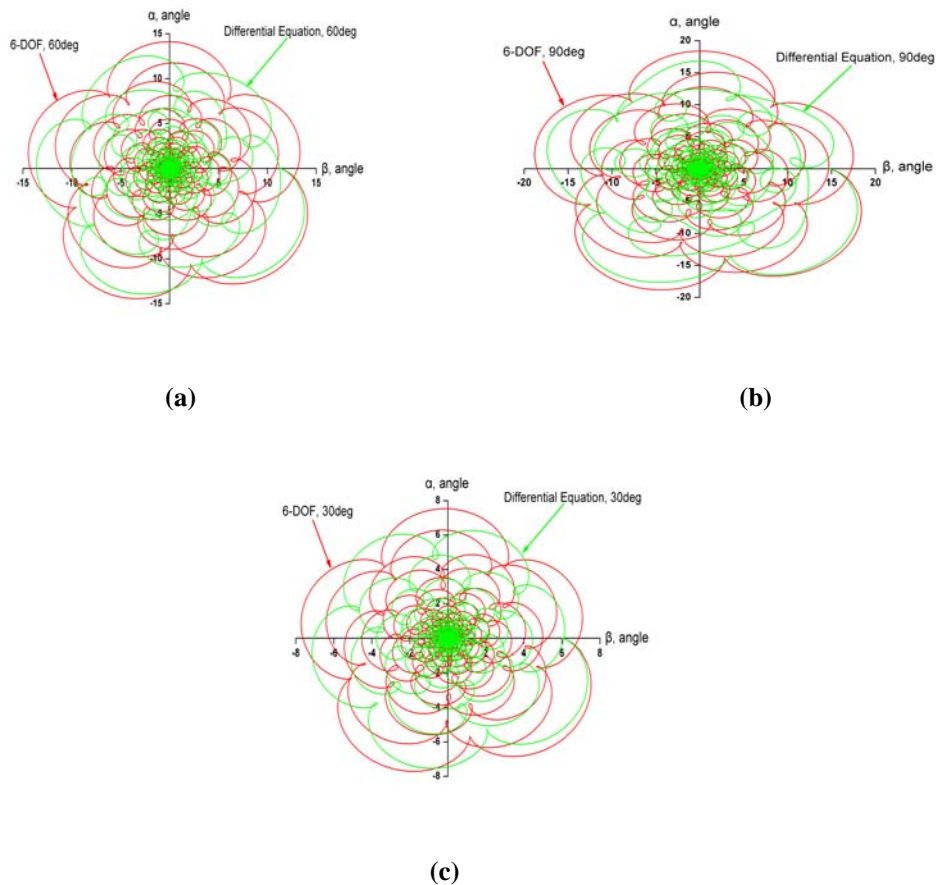 α, angle
Differential Equation, 60deg
6-DOF, 60deg
15
10
5
β, angle
-15 -10 -5 5 10 15
-5
-10
-15
(a)
α, angle
20
6-DOF, 90deg
Differential Equation, 90deg
15
10
5
β, angle
-20 -15 -10 -5 5 10 15 20
-5
-10
-15
-20
(b)
α, angle
8
6-DOF, 30deg
Differential Equation, 30deg
6
4
2
β, angle
-8 -6 -4 -2 2 4 6 8
-2
-4
-6
-8
(c)